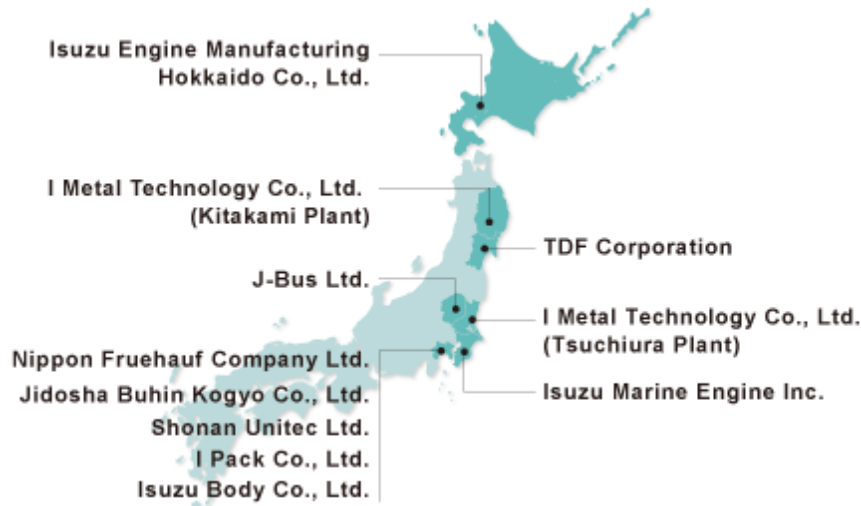 Isuzu Engine Manufacturing
Hokkaido Co., Ltd.
I Metal Technology Co., Ltd.
(Kitakami Plant)
TDF Corporation
J-Bus Ltd.
I Metal Technology Co., Ltd.
(Tsuchiura Plant)
Nippon Fruehauf Company Ltd.
Jidosha Buhin Kogyo Co., Ltd.
Shonan Unitec Ltd.
I Pack Co., Ltd.
Isuzu Body Co., Ltd.
Isuzu Marine Engine Inc.